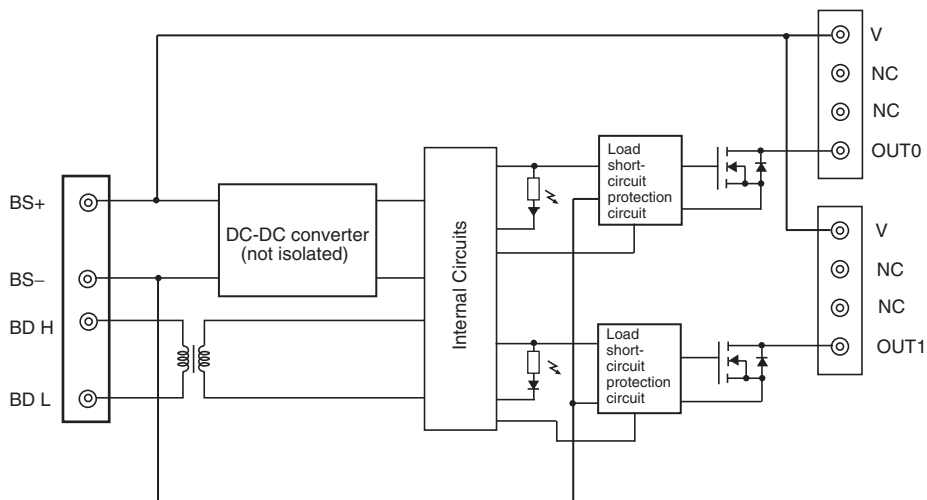 V
NC
NC
OUT0
Load
short-
circuit
protection
circuit
BS+
DC-DC converter
(not isolated)
Internal Circuits
V
BS−
NC
NC
BD H
OUT1
Load
short-
circuit
protection
circuit
BD L